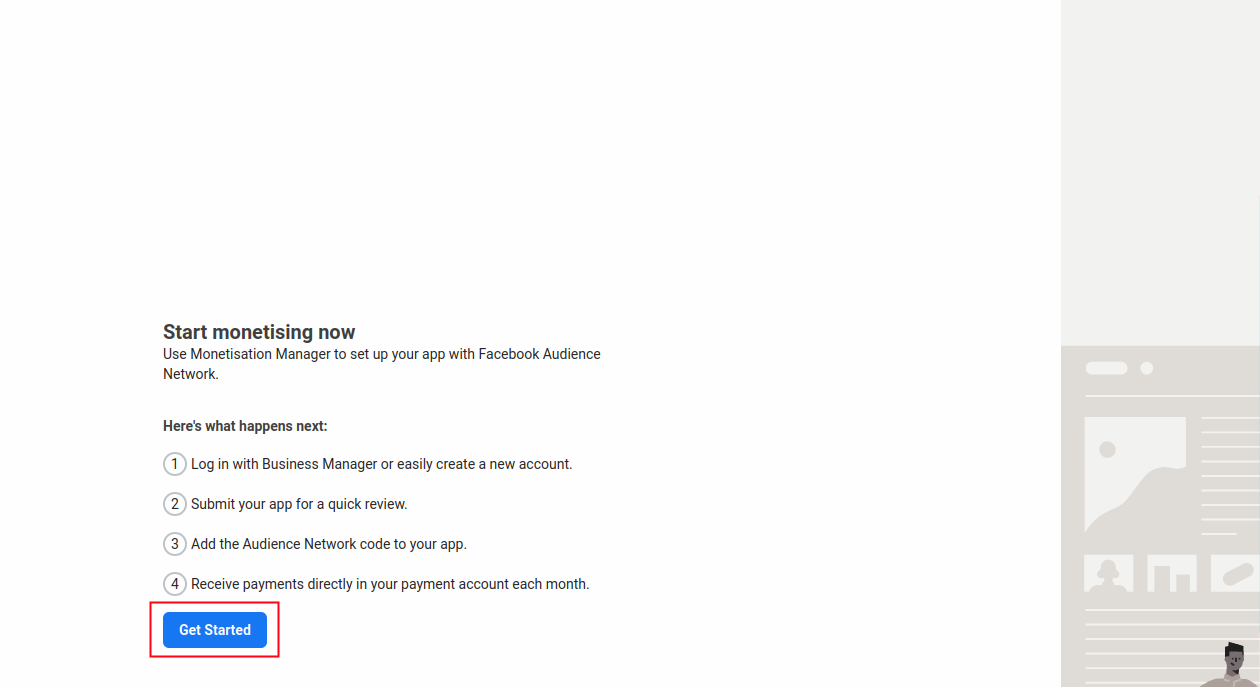 Start monetising now
Use Monetisation Manager to set up your app with Facebook Audience
Network.
Here's what happens next:
1 Log in with Business Manager or easily create a new account.
2 Submit your app for a quick review.
3 Add the Audience Network code to your app.
4 Receive payments directly in your payment account each month.
Get Started